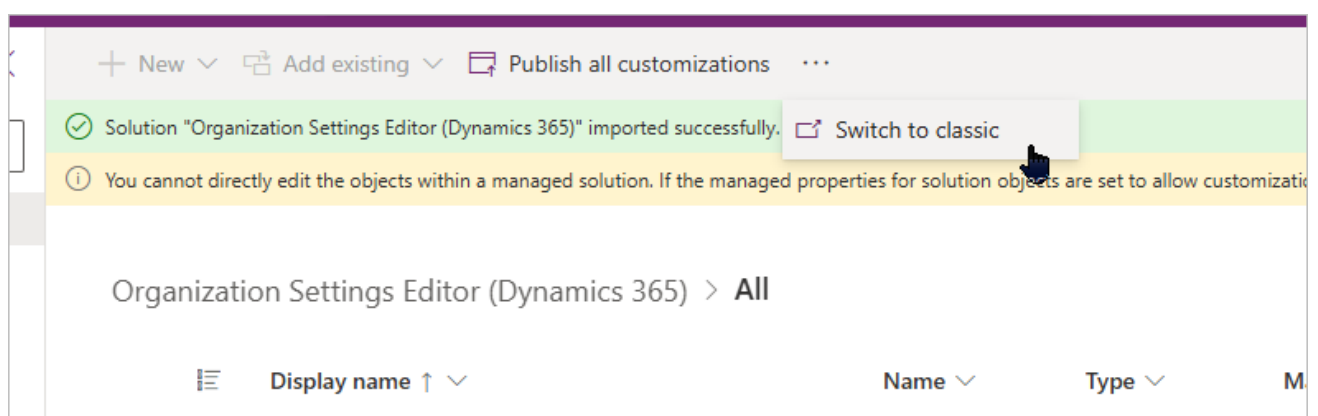 New Add existing Publish all customizations ...
Solution "Organization Settings Editor (Dynamics 365)" imported successfully. Switch to classic
You cannot directly edit the objects within a managed solution. If the managed properties for solution objects are set to allow
Organization Settings Editor (Dynamics 365) > All
Display name ↑ Name Type